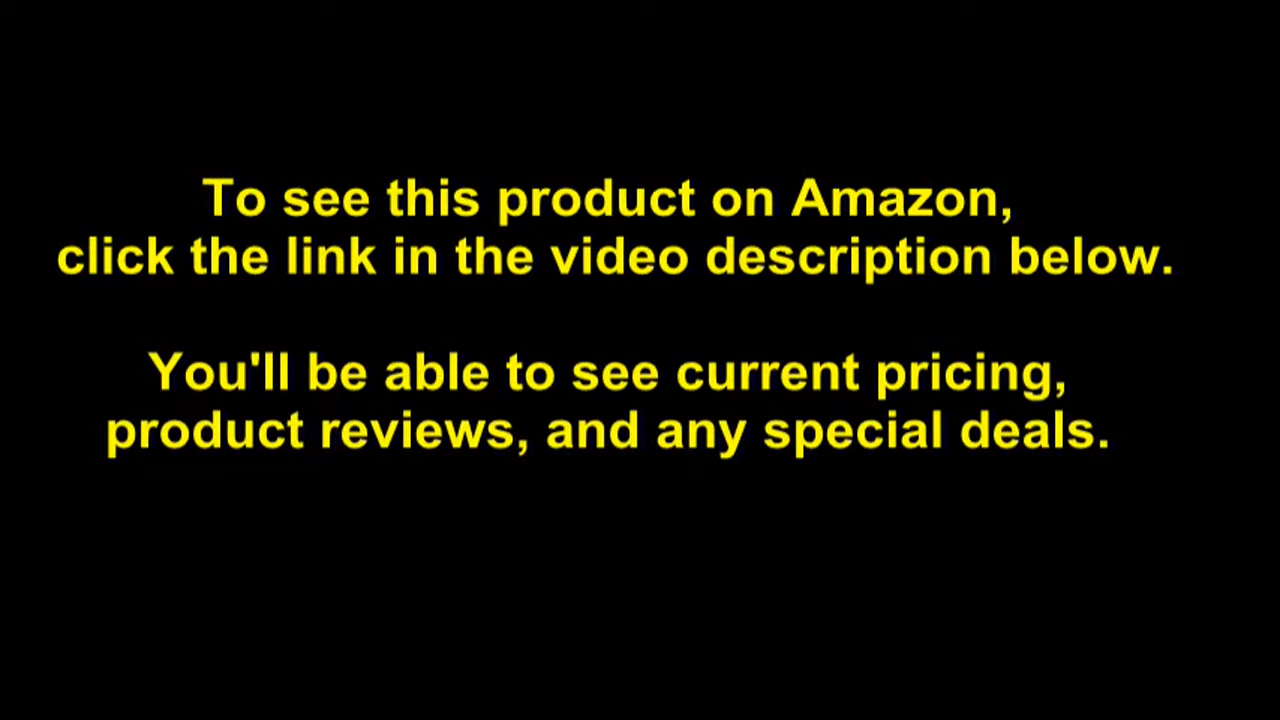 To see this product on Amazon,
click the link in the video description below.
You'll be able to see current pricing,
product reviews, and any special deals.